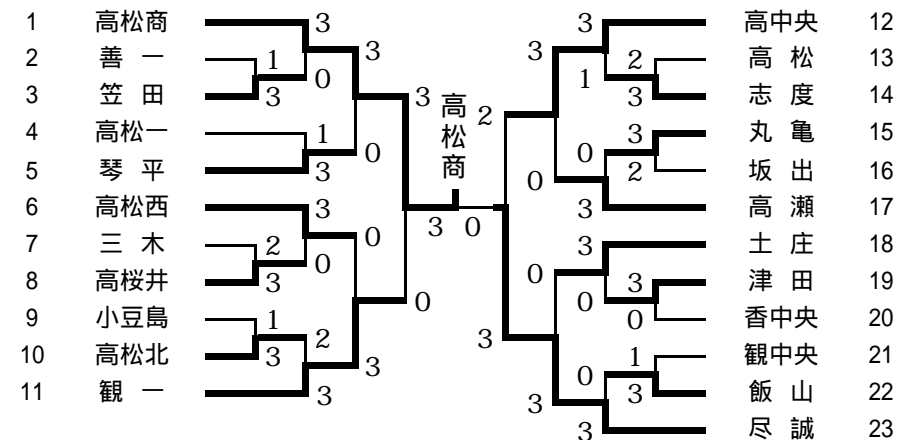 1 高松商 3 3 高中央 12
2 善 一 1 3 3 2 高 松 13
3 笠 田 3 0 1 3 志 度 14
3 高松商 2
4 高松一 1 3 丸 亀 15
5 琴 平 3 0 0 2 坂 出 16
6 高松西 3 0 3 高 瀬 17
3 0
7 三 木 2 0 3 土 庄 18
8 高桜井 3 0 0 3 津 田 19
9 小豆島 1 0 0 0 香中央 20
10 高松北 3 2 3 1 観中央 21
11 観 一 3 3 0 3 飯 山 22
3 3 尽 誠 23